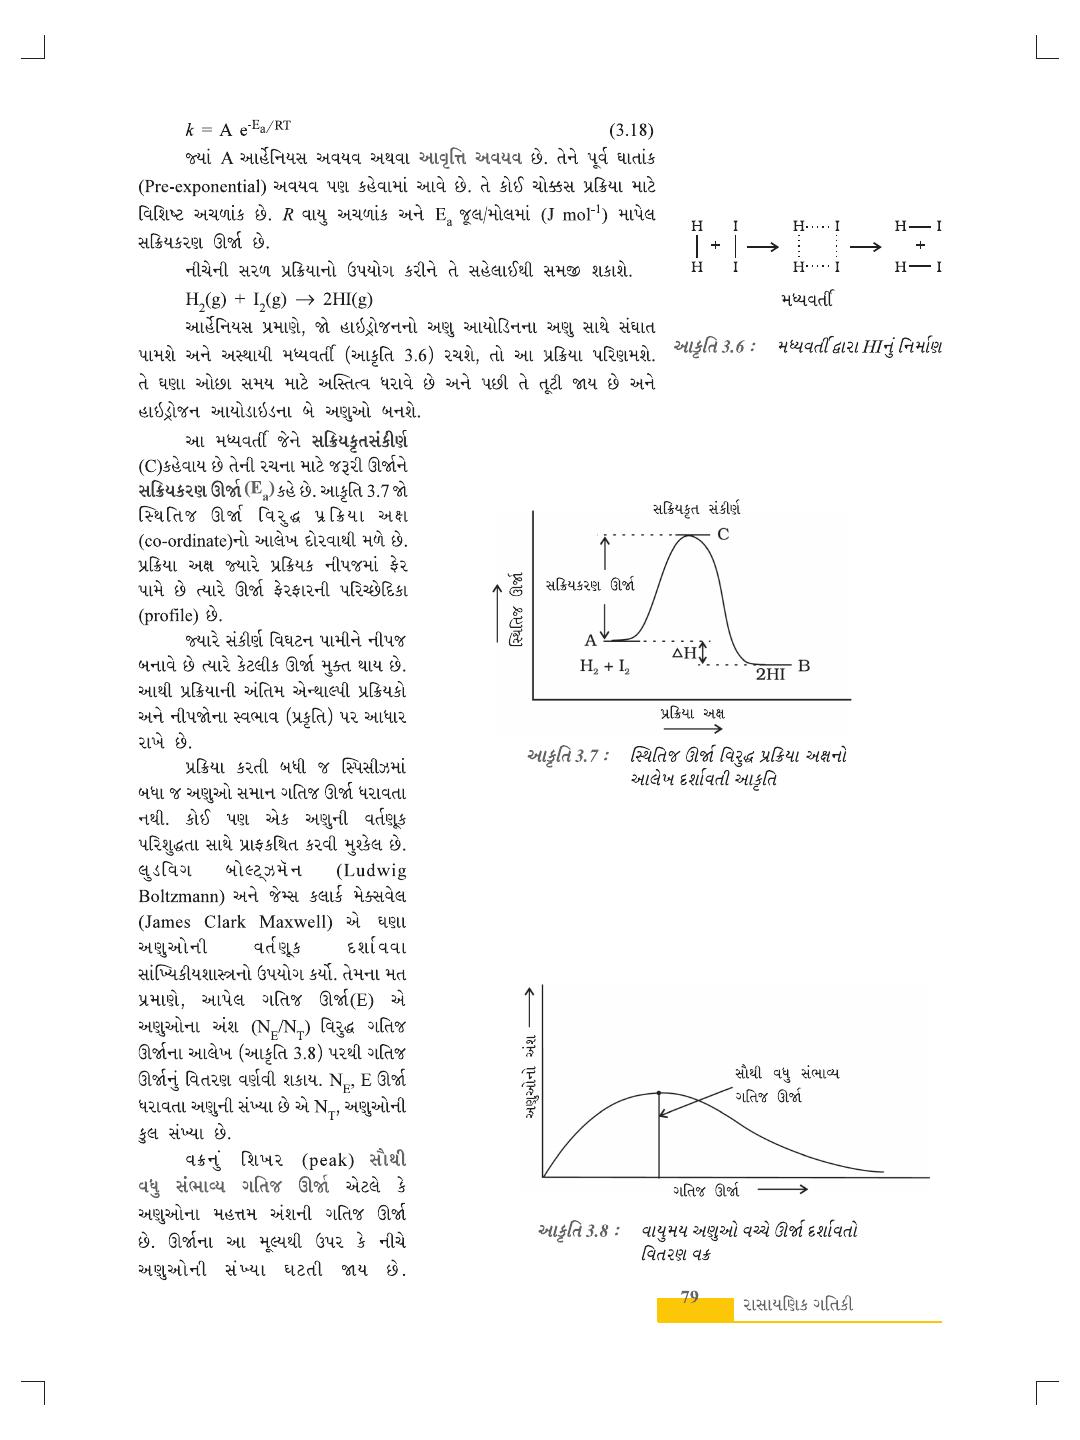 k = A e^-Ea/RT (3.18)
જ્યાં A આર્હેનિયસ અવયવ અથવા આવૃત્તિ અવયવ છે. તેને પૂર્વ ઘાતાંક
(Pre-exponential) અવયવ પણ કહેવામાં આવે છે. તે કોઈ ચોક્કસ પ્રક્રિયા માટે
વિશિષ્ટ અચળાંક છે. R વાયુ અચળાંક અને Ea જૂલ/મોલમાં (J mol⁻¹) માપેલ
સક્રિયકરણ ઊર્જા છે.
નીચેની સરળ પ્રક્રિયાનો ઉપયોગ કરીને તે સહેલાઈથી સમજી શકાશે.
H₂(g) + I₂(g) → 2HI(g)
આર્હેનિયસ પ્રમાણે, જો હાઇડ્રોજનનો અણુ આયોડિનના અણુ સાથે સંઘાત
પામશે અને અસ્થાયી મધ્યવર્તી (આકૃતિ 3.6) રચશે, તો આ પ્રક્રિયા પરિણમશે.
તે ઘણા ઓછા સમય માટે અસ્તિત્વ ધરાવે છે અને પછી તે તૂટી જાય છે અને
હાઇડ્રોજન આયોડાઇડના બે અણુઓ બનશે.
H I H····· I H — I
+ → → +
H I H····· I H — I
મધ્યવર્તી
આકૃતિ 3.6 : મધ્યવર્તી દ્વારા HIનું નિર્માણ
આ મધ્યવર્તી જેને સક્રિયકૃતસંકીર્ણ
(C)કહેવાય છે તેની રચના માટે જરૂરી ઊર્જાને
સક્રિયકરણ ઊર્જા (Ea) કહે છે. આકૃતિ 3.7 જો
સ્થિતિજ ઊર્જા વિરુદ્ધ પ્રક્રિયા અક્ષ
(co-ordinate)નો આલેખ દોરવાથી મળે છે.
પ્રક્રિયા અક્ષ જ્યારે પ્રક્રિયક નીપજમાં ફેર
પામે છે ત્યારે ઊર્જા ફેરફારની પરિચ્છેદિકા
(profile) છે.
જ્યારે સંકીર્ણ વિઘટન પામીને નીપજ
બનાવે છે ત્યારે કેટલીક ઊર્જા મુક્ત થાય છે.
આથી પ્રક્રિયાની અંતિમ એન્થાલ્પી પ્રક્રિયકો
અને નીપજોના સ્વભાવ (પ્રકૃતિ) પર આધાર
રાખે છે.
પ્રક્રિયા કરતી બધી જ સ્પિસીઝમાં
બધા જ અણુઓ સમાન ગતિજ ઊર્જા ધરાવતા
નથી. કોઈ પણ એક અણુની વર્તણૂક
પરિશુદ્ધતા સાથે પ્રાફકથિત કરવી મુશ્કેલ છે.
લુડવિગ બોલ્ટ્ઝમૅન (Ludwig
Boltzmann) અને જેમ્સ ક્લાર્ક મેક્સવેલ
(James Clark Maxwell) એ ઘણા
અણુઓની વર્તણૂક દર્શાવવા
સાંખ્યિકીયશાસ્ત્રનો ઉપયોગ કર્યો. તેમના મત
પ્રમાણે, આપેલ ગતિજ ઊર્જા(E) એ
અણુઓના અંશ (NE/NT) વિરુદ્ધ ગતિજ
ઊર્જાના આલેખ (આકૃતિ 3.8) પરથી ગતિજ
ઊર્જાનું વિતરણ વર્ણવી શકાય. NE, E ઊર્જા
ધરાવતા અણુની સંખ્યા છે એ NT, અણુઓની
કુલ સંખ્યા છે.
વક્રનું શિખર (peak) સૌથી
વધુ સંભાવ્ય ગતિજ ઊર્જા એટલે કે
અણુઓના મહત્તમ અંશની ગતિજ ઊર્જા
છે. ઊર્જાના આ મૂલ્યથી ઉપર કે નીચે
અણુઓની સંખ્યા ઘટતી જાય છે.
સક્રિયકૃત સંકીર્ણ
C
સ્થિતિજ ઊર્જા
સક્રિયકરણ ઊર્જા
A
ΔH
H₂ + I₂
B
2HI
પ્રક્રિયા અક્ષ
આકૃતિ 3.7 : સ્થિતિજ ઊર્જા વિરુદ્ધ પ્રક્રિયા અક્ષનો
આલેખ દર્શાવતી આકૃતિ
અણુઓનો અંશ
સૌથી વધુ સંભાવ્ય
ગતિજ ઊર્જા
ગતિજ ઊર્જા
આકૃતિ 3.8 : વાયુમય અણુઓ વચ્ચે ઊર્જા દર્શાવતો
વિતરણ વક્ર
79 રાસાયણિક ગતિકી